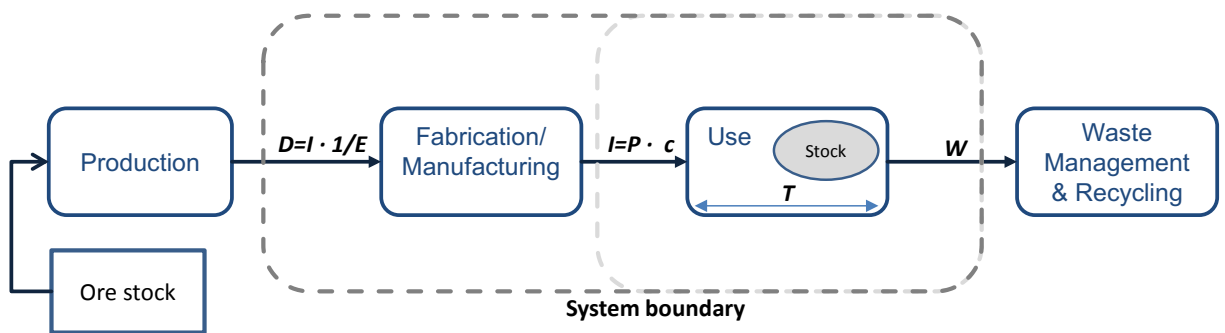 Production
D=I · 1/E
Fabrication/
Manufacturing
I=P · c
Use
Stock
T
W
Waste
Management
& Recycling
Ore stock
System boundary